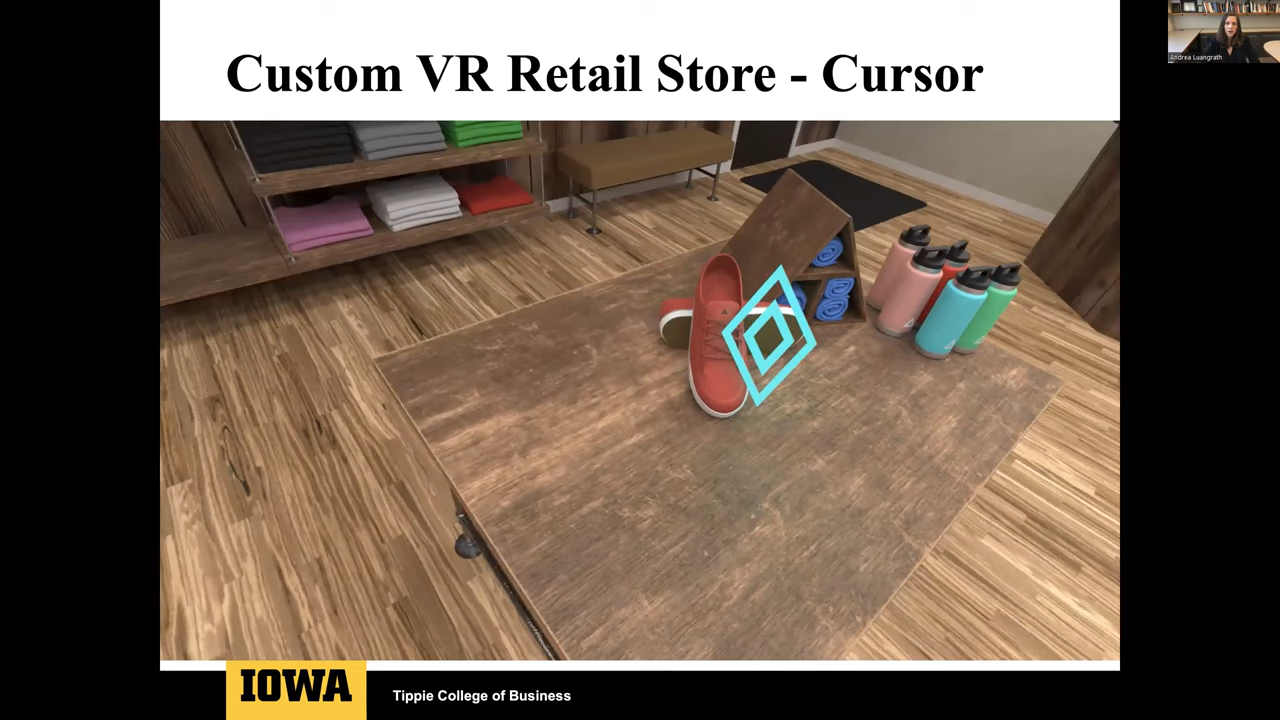 Custom VR Retail Store - Cursor
Andrea Luangrath
IOWA
Tippie College of Business